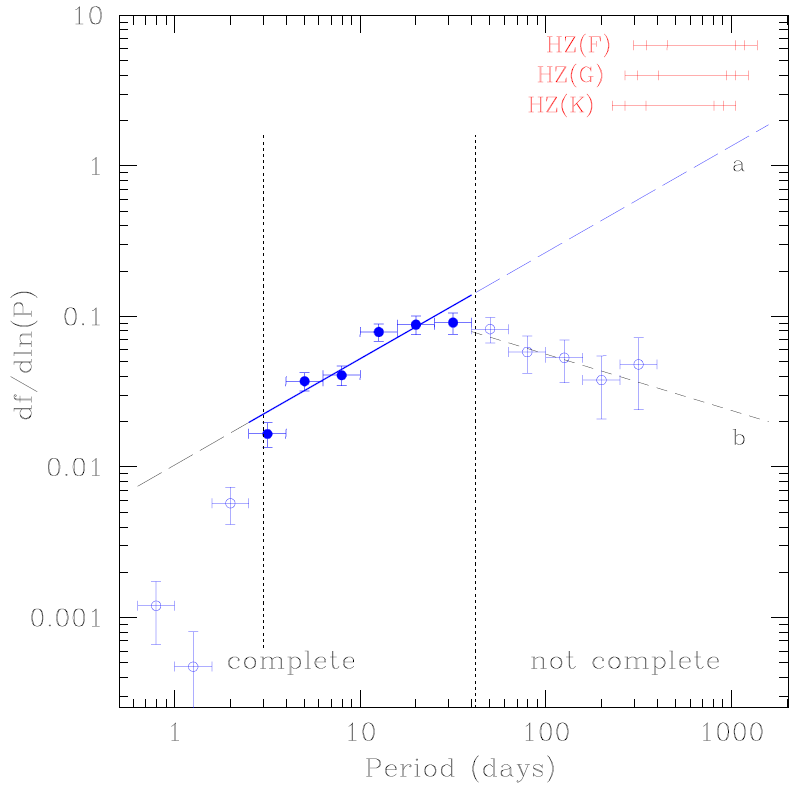 10
HZ(F)
HZ(G)
HZ(K)
1
a
df/dln(P)
0.1
b
0.01
0.001
complete
not complete
1
10
100
1000
Period (days)